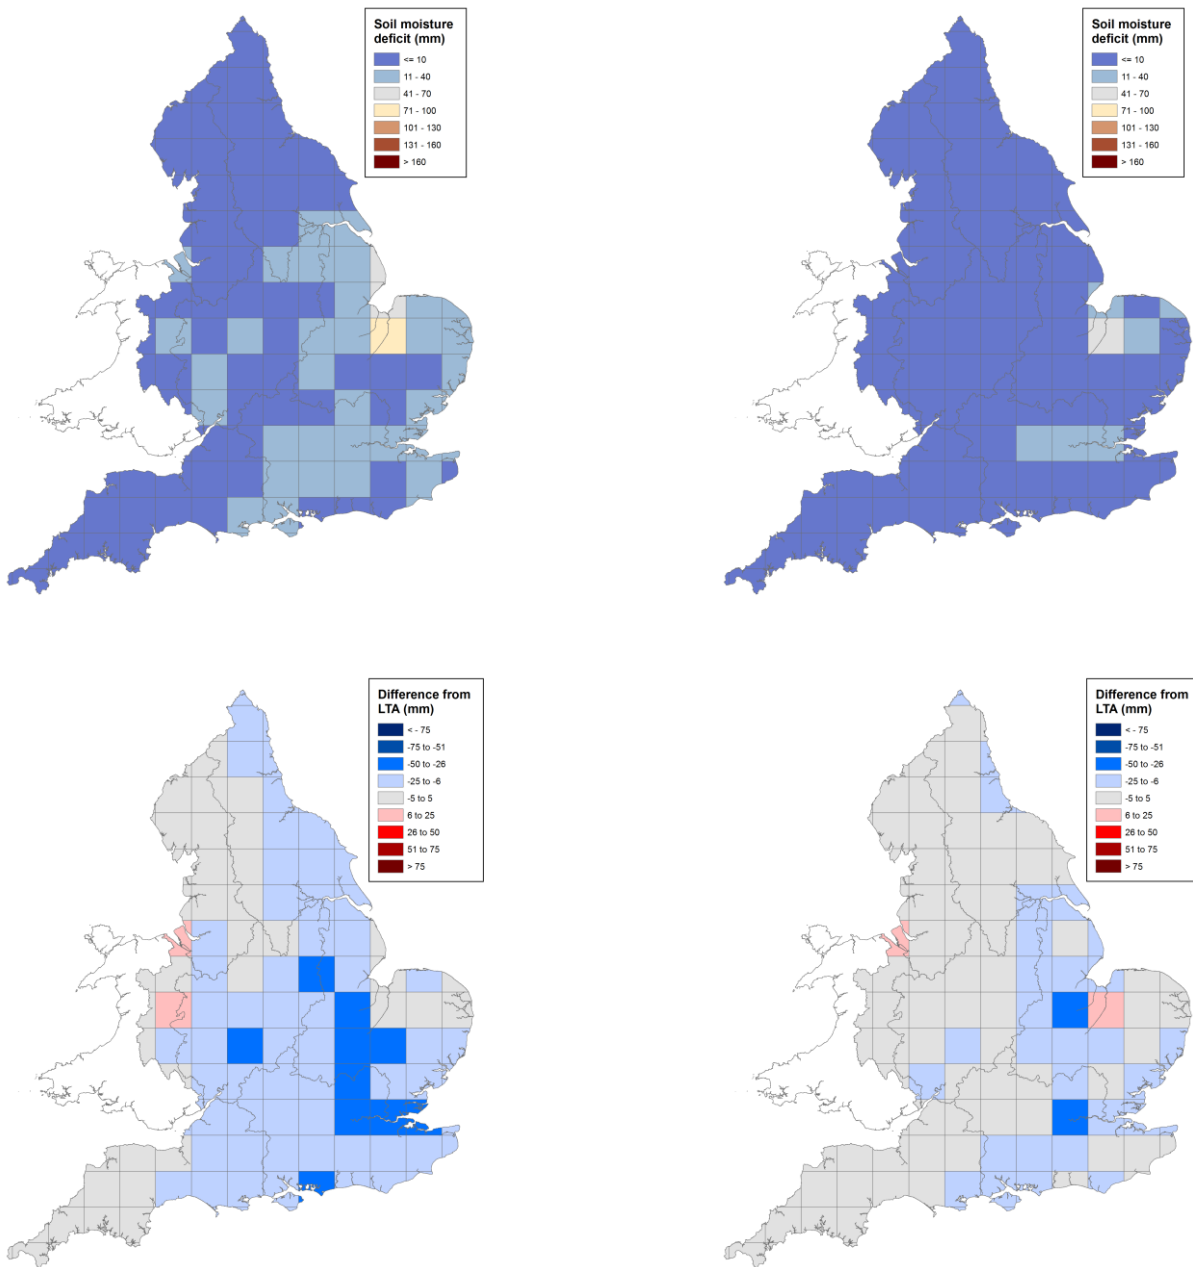 Soil moisture
deficit (mm)
<= 10
11 - 40
41 - 70
71 - 100
101 - 130
131 - 160
> 160
Soil moisture
deficit (mm)
<= 10
11 - 40
41 - 70
71 - 100
101 - 130
131 - 160
> 160
Difference from
LTA (mm)
< - 75
-75 to -51
-50 to -26
-25 to -6
-5 to 5
6 to 25
26 to 50
51 to 75
> 75
Difference from
LTA (mm)
< - 75
-75 to -51
-50 to -26
-25 to -6
-5 to 5
6 to 25
26 to 50
51 to 75
> 75